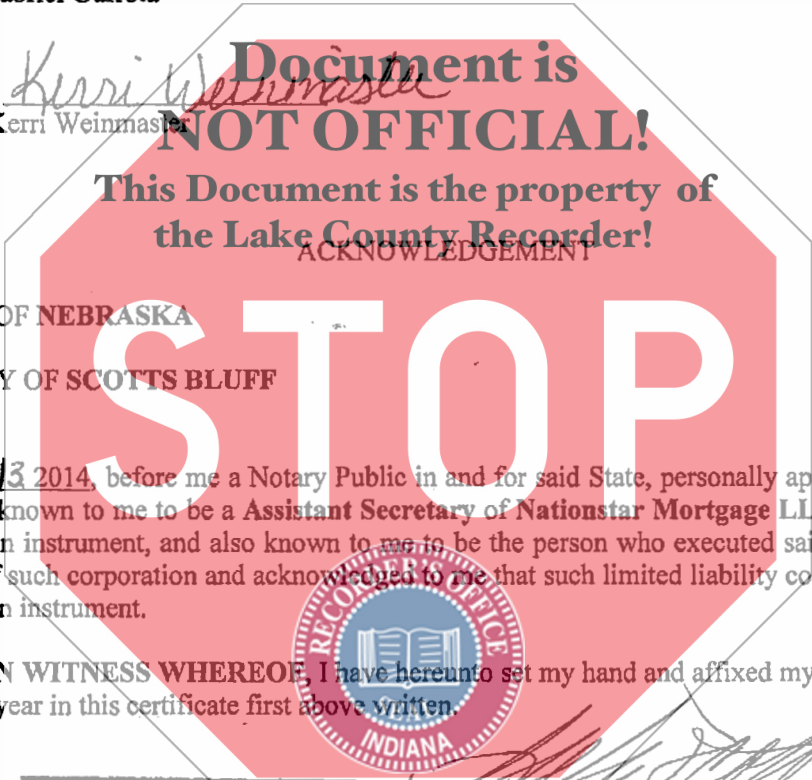 Kerri Weinmaster
Document is
erri Weinmaster
NOT OFFICIAL!
This Document is the property of
the Lake County Recorder!
ACKNOWLEDGEMENT
OF NEBRASKA
STOP
Y OF SCOTTS BLUFF
13 2014, before me a Notary Public in and for said State, personally ap
known to me to be a Assistant Secretary of Nationstar Mortgage LL
n instrument, and also known to me to be the person who executed sai
f such corporation and acknowledged to me that such limited liability co
n instrument.
RECORDER'S OFFICE
N WITNESS WHEREOF, I have hereunto set my hand and affixed my
year in this certificate first above written.
SEAL
INDIANA